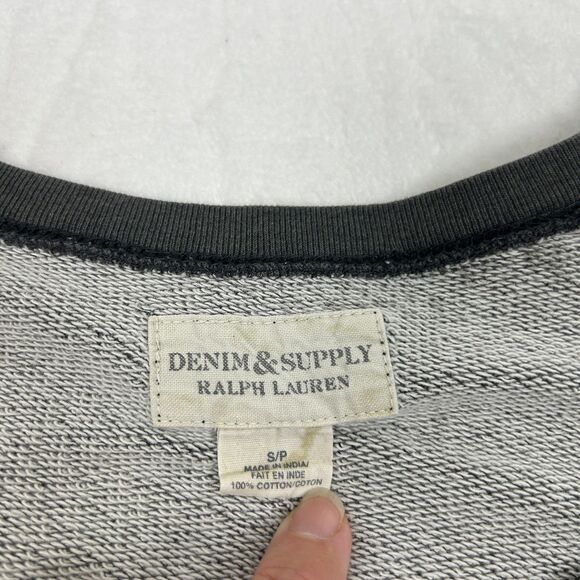 DENIM & SUPPLY
RALPH LAUREN
S/P
MADE IN INDIA/
FAIT EN INDE
100% COTTON/COTON